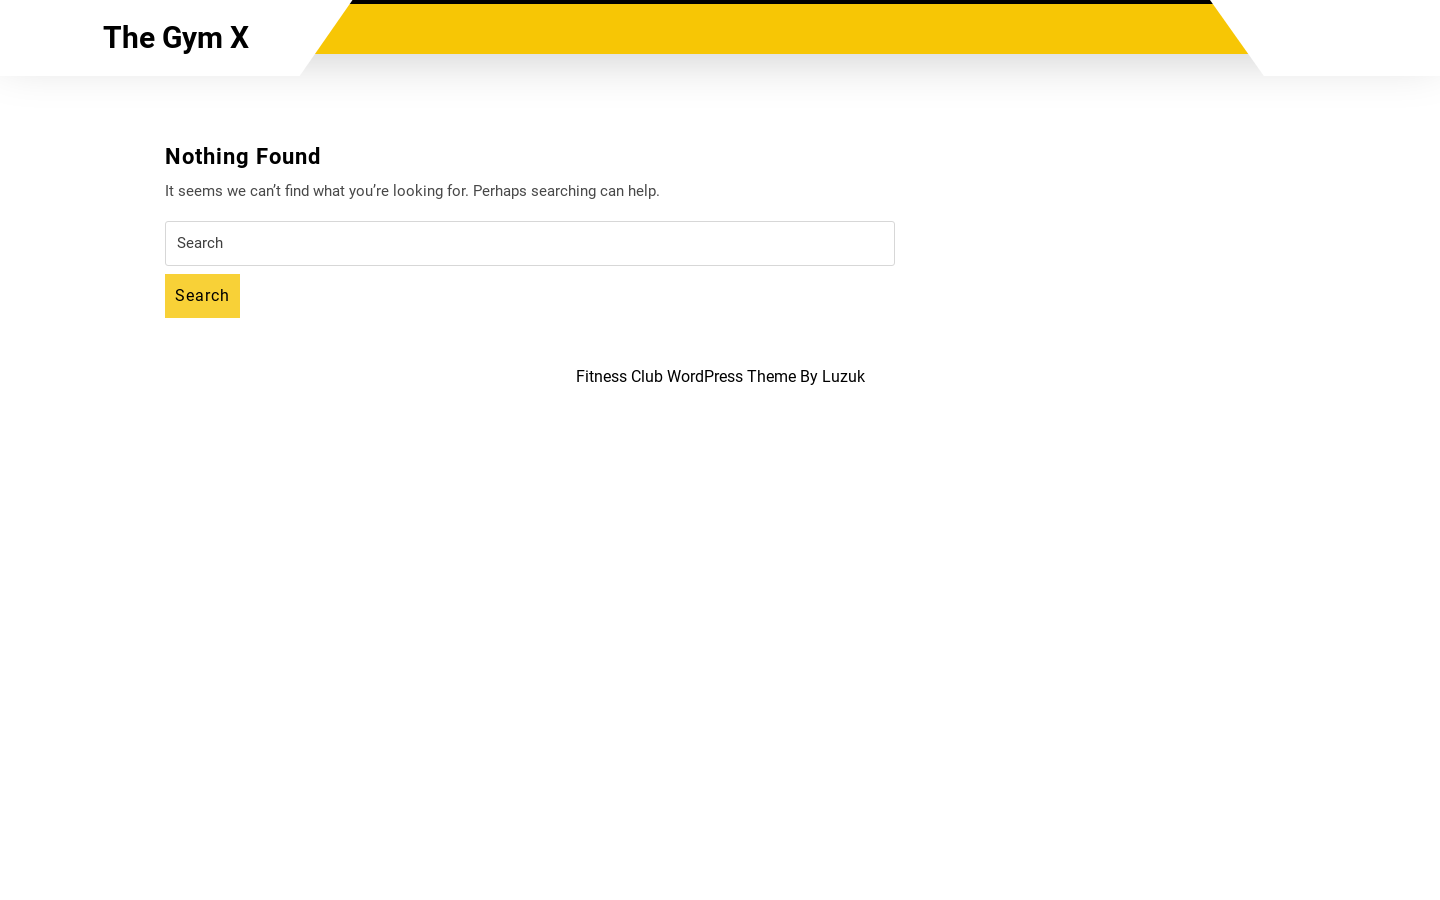 The Gym X
Nothing Found
It seems we can’t find what you’re looking for. Perhaps searching can help.
Search
Search
Fitness Club WordPress Theme By Luzuk